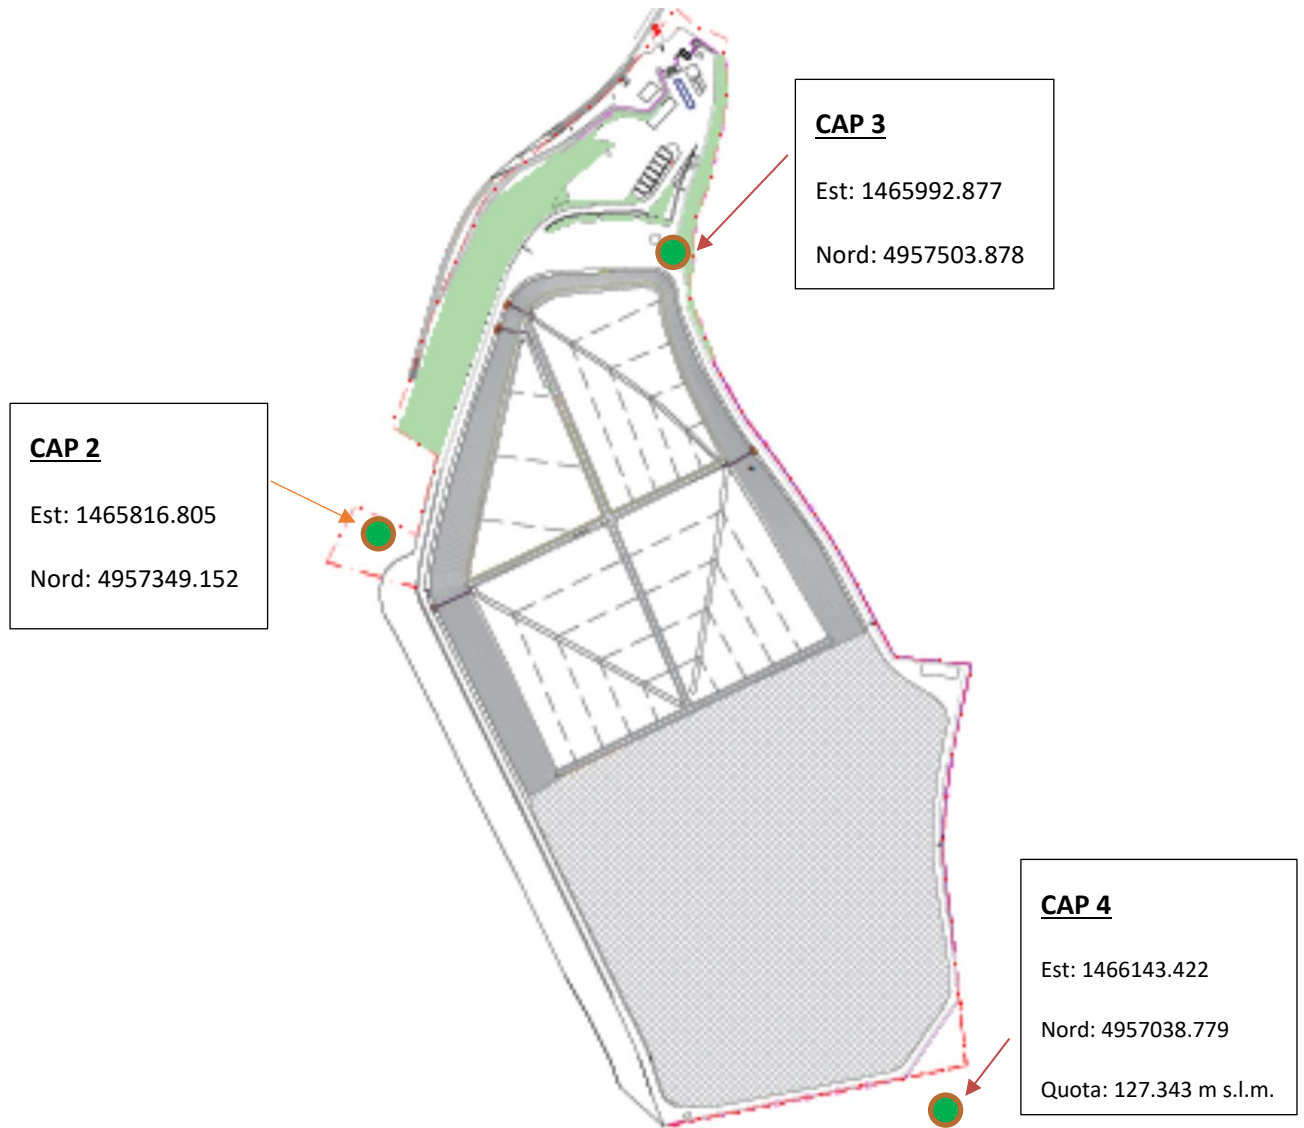 CAP 3
Est: 1465992.877
Nord: 4957503.878
CAP 2
Est: 1465816.805
Nord: 4957349.152
CAP 4
Est: 1466143.422
Nord: 4957038.779
Quota: 127.343 m s.l.m.